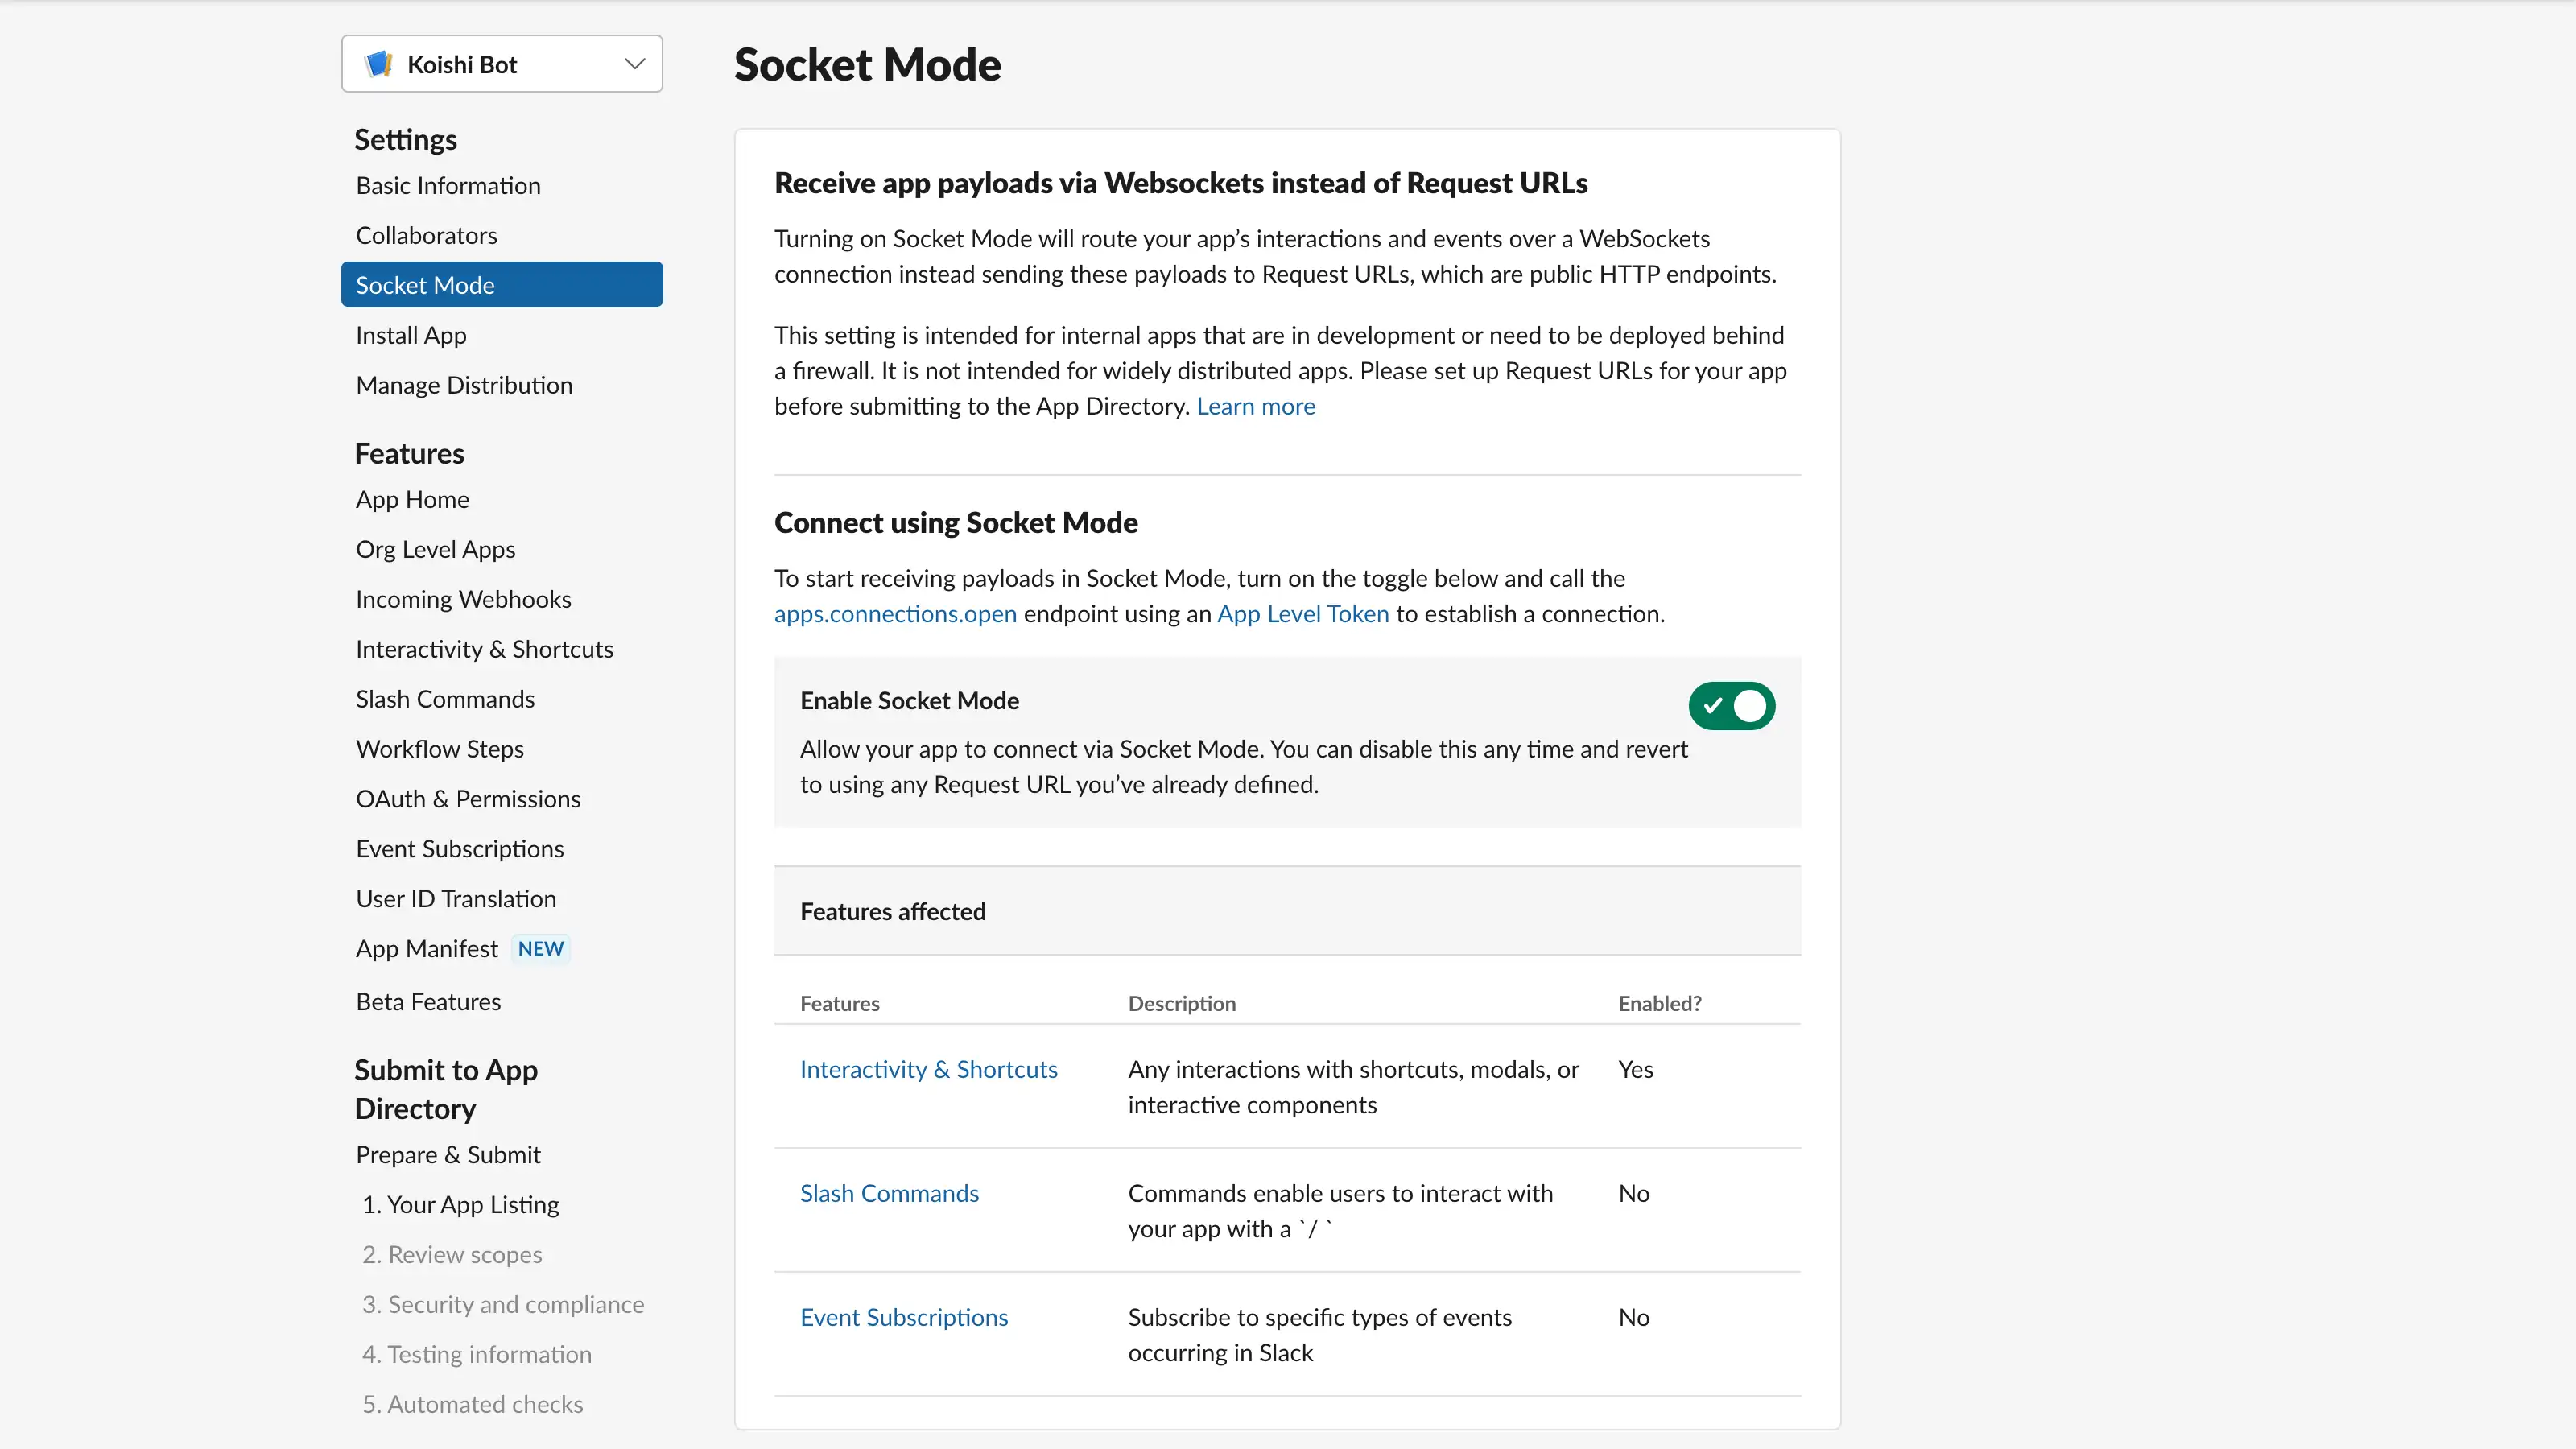 Koishi Bot
Settings
Basic Information
Collaborators
Socket Mode
Install App
Manage Distribution
Features
App Home
Org Level Apps
Incoming Webhooks
Interactivity & Shortcuts
Slash Commands
Workflow Steps
OAuth & Permissions
Event Subscriptions
User ID Translation
App Manifest NEW
Beta Features
Submit to App
Directory
Prepare & Submit
1. Your App Listing
2. Review scopes
3. Security and compliance
4. Testing information
5. Automated checks
Socket Mode
Receive app payloads via Websockets instead of Request URLs
Turning on Socket Mode will route your app’s interactions and events over a WebSockets
connection instead sending these payloads to Request URLs, which are public HTTP endpoints.
This setting is intended for internal apps that are in development or need to be deployed behind
a firewall. It is not intended for widely distributed apps. Please set up Request URLs for your app
before submitting to the App Directory. Learn more
Connect using Socket Mode
To start receiving payloads in Socket Mode, turn on the toggle below and call the
apps.connections.open endpoint using an App Level Token to establish a connection.
Enable Socket Mode
Allow your app to connect via Socket Mode. You can disable this any time and revert
to using any Request URL you’ve already defined.
Features affected
Features Description Enabled?
Interactivity & Shortcuts Any interactions with shortcuts, modals, or Yes
interactive components
Slash Commands Commands enable users to interact with No
your app with a `/ `
Event Subscriptions Subscribe to specific types of events No
occurring in Slack